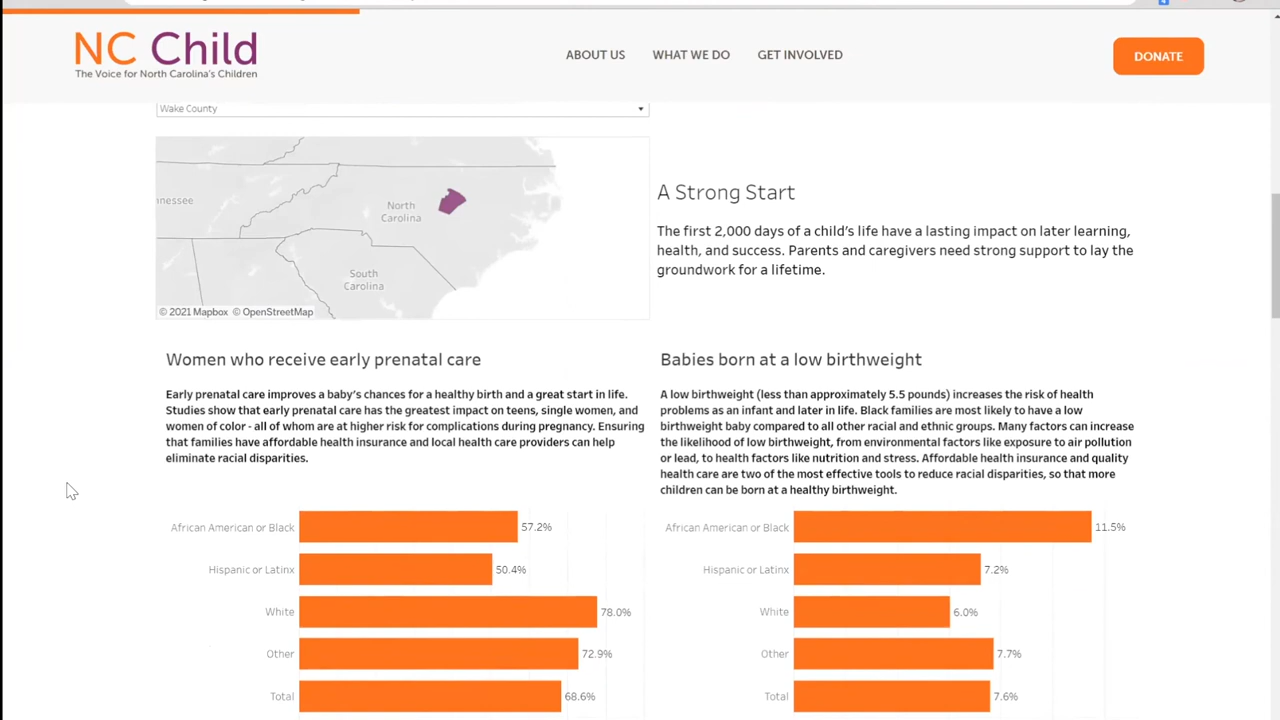 NC Child
The Voice for North Carolina's Children
ABOUT US
WHAT WE DO
GET INVOLVED
DONATE
Wake County
nnessee
North
Carolina
South
Carolina
© 2021 Mapbox © OpenStreetMap
A Strong Start
The first 2,000 days of a child's life have a lasting impact on later learning,
health, and success. Parents and caregivers need strong support to lay the
groundwork for a lifetime.
Women who receive early prenatal care
Early prenatal care improves a baby's chances for a healthy birth and a great start in life.
Studies show that early prenatal care has the greatest impact on teens, single women, and
women of color - all of whom are at higher risk for complications during pregnancy. Ensuring
that families have affordable health insurance and local health care providers can help
eliminate racial disparities.
African American or Black 57.2%
Hispanic or Latinx 50.4%
White 78.0%
Other 72.9%
Total 68.6%
Babies born at a low birthweight
A low birthweight (less than approximately 5.5 pounds) increases the risk of health
problems as an infant and later in life. Black families are most likely to have a low
birthweight baby compared to all other racial and ethnic groups. Many factors can increase
the likelihood of low birthweight, from environmental factors like exposure to air pollution
or lead, to health factors like nutrition and stress. Affordable health insurance and quality
health care are two of the most effective tools to reduce racial disparities, so that more
children can be born at a healthy birthweight.
African American or Black 11.5%
Hispanic or Latinx 7.2%
White 6.0%
Other 7.7%
Total 7.6%